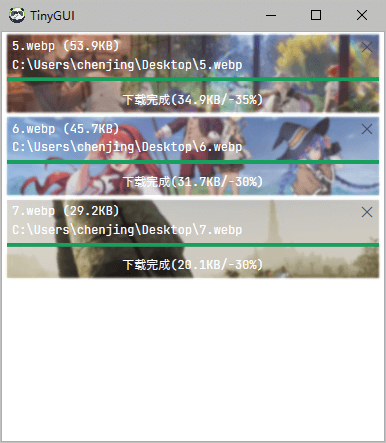 TinyGUI
5.webp (53.9KB)
C:\Users\chenjing\Desktop\5.webp
下载完成(34.9KB/-35%)
6.webp (45.7KB)
C:\Users\chenjing\Desktop\6.webp
下载完成(31.7KB/-30%)
7.webp (29.2KB)
C:\Users\chenjing\Desktop\7.webp
下载完成(20.1KB/-30%)